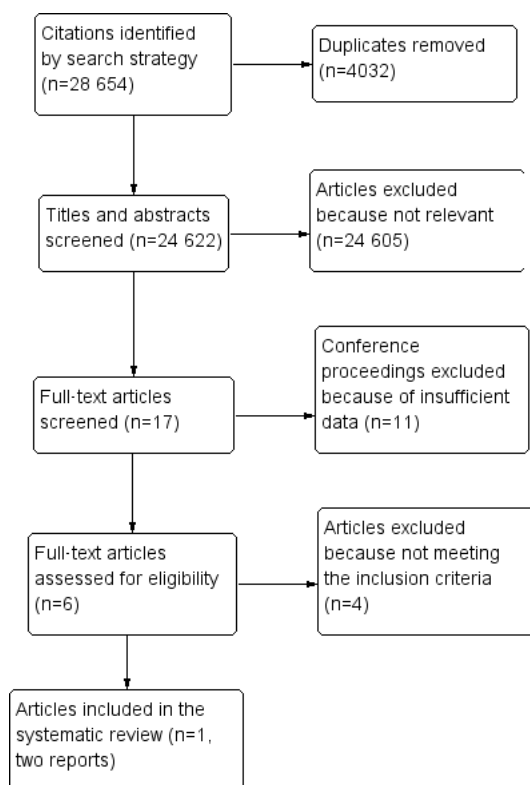 Citations identified
by search strategy
(n=28 654)
Duplicates removed
(n=4032)
Titles and abstracts
screened (n=24 622)
Articles excluded
because not relevant
(n=24 605)
Full-text articles
screened (n=17)
Conference
proceedings excluded
because of insufficient
data (n=11)
Full-text articles
assessed for eligibility
(n=6)
Articles excluded
because not meeting
the inclusion criteria
(n=4)
Articles included in the
systematic review (n=1,
two reports)